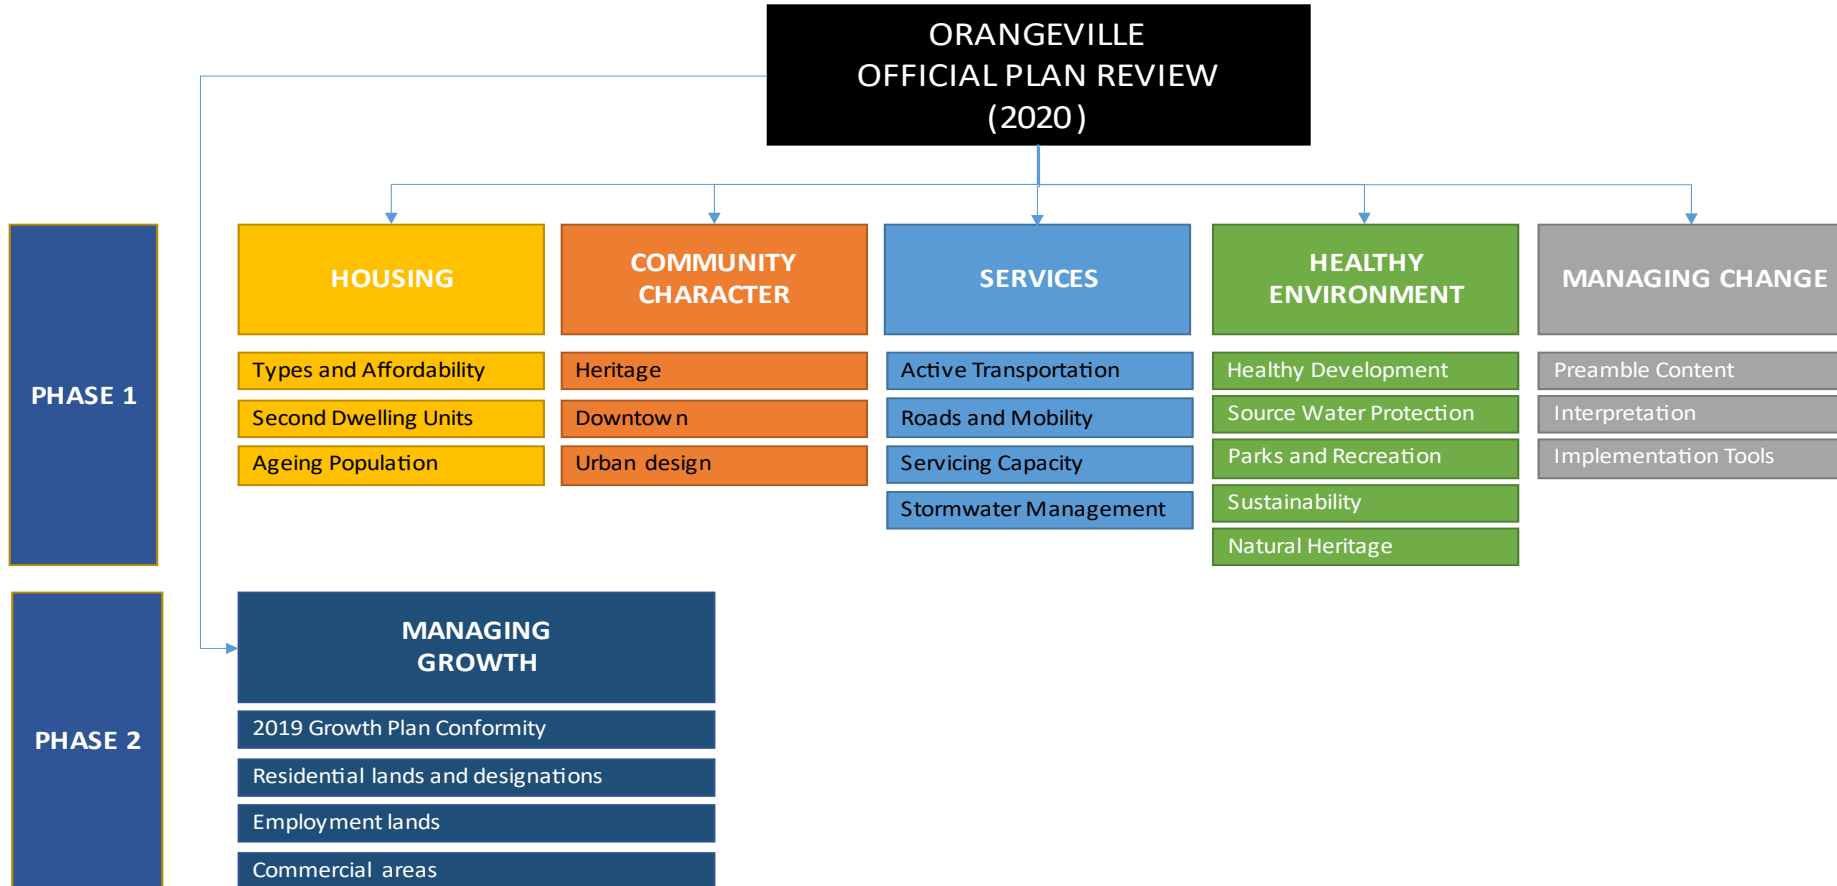 ORANGEVILLE
OFFICIAL PLAN REVIEW
(2020)
PHASE 1
HOUSING
Types and Affordability
Second Dwelling Units
Ageing Population
COMMUNITY
CHARACTER
Heritage
Downtown
Urban design
SERVICES
Active Transportation
Roads and Mobility
Servicing Capacity
Stormwater Management
HEALTHY
ENVIRONMENT
Healthy Development
Source Water Protection
Parks and Recreation
Sustainability
Natural Heritage
MANAGING CHANGE
Preamble Content
Interpretation
Implementation Tools
PHASE 2
MANAGING
GROWTH
2019 Growth Plan Conformity
Residential lands and designations
Employment lands
Commercial areas